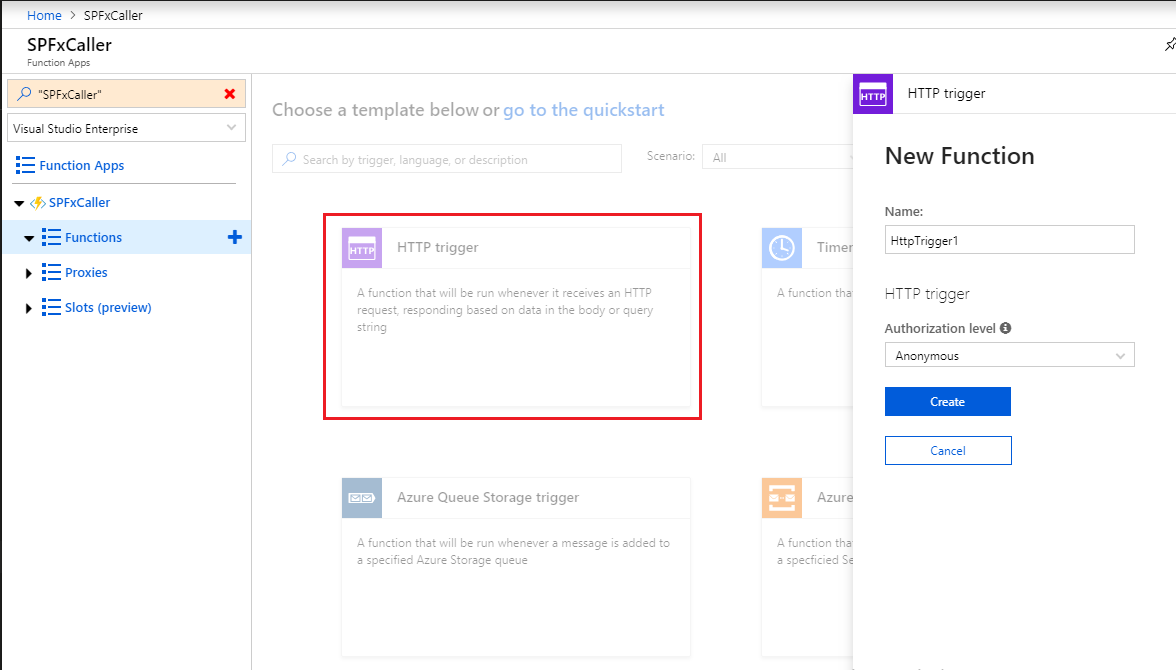 Home > SPFxCaller
SPFxCaller
Function Apps
"SPFxCaller"
Visual Studio Enterprise
Function Apps
SPFxCaller
Functions
Proxies
Slots (preview)
Choose a template below or go to the quickstart
Search by trigger, language, or description
Scenario:
All
HTTP
HTTP trigger
A function that will be run whenever it receives an HTTP
request, responding based on data in the body or query
string
Timer
A function tha
Azure Queue Storage trigger
A function that will be run whenever a message is added to
a specified Azure Storage queue
Azure
A function tha
a specficied Se
HTTP
HTTP trigger
New Function
Name:
HttpTrigger1
HTTP trigger
Authorization level
Anonymous
Create
Cancel